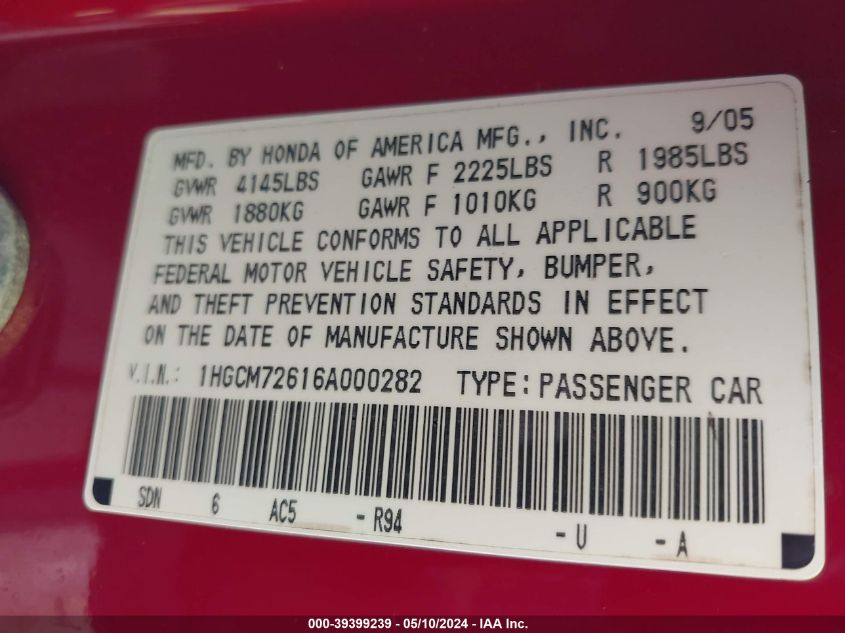 MFD. BY HONDA OF AMERICA MFG., INC. 9/05
GVWR 4145LBS GAWR F 2225LBS R 1985LBS
GVWR 1880KG GAWR F 1010KG R 900KG
THIS VEHICLE CONFORMS TO ALL APPLICABLE
FEDERAL MOTOR VEHICLE SAFETY, BUMPER,
AND THEFT PREVENTION STANDARDS IN EFFECT
ON THE DATE OF MANUFACTURE SHOWN ABOVE.
V.I.N.: 1HGCM72616A000282 TYPE: PASSENGER CAR
SDN 6 AC5 - R94 - U - A
000-39399239 - 05/10/2024 - IAA Inc.